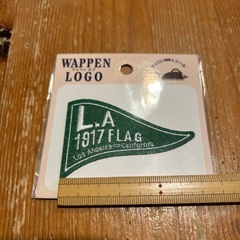 WAPPEN
LOGO
L.A
1917 FLAG
Los Angeles California